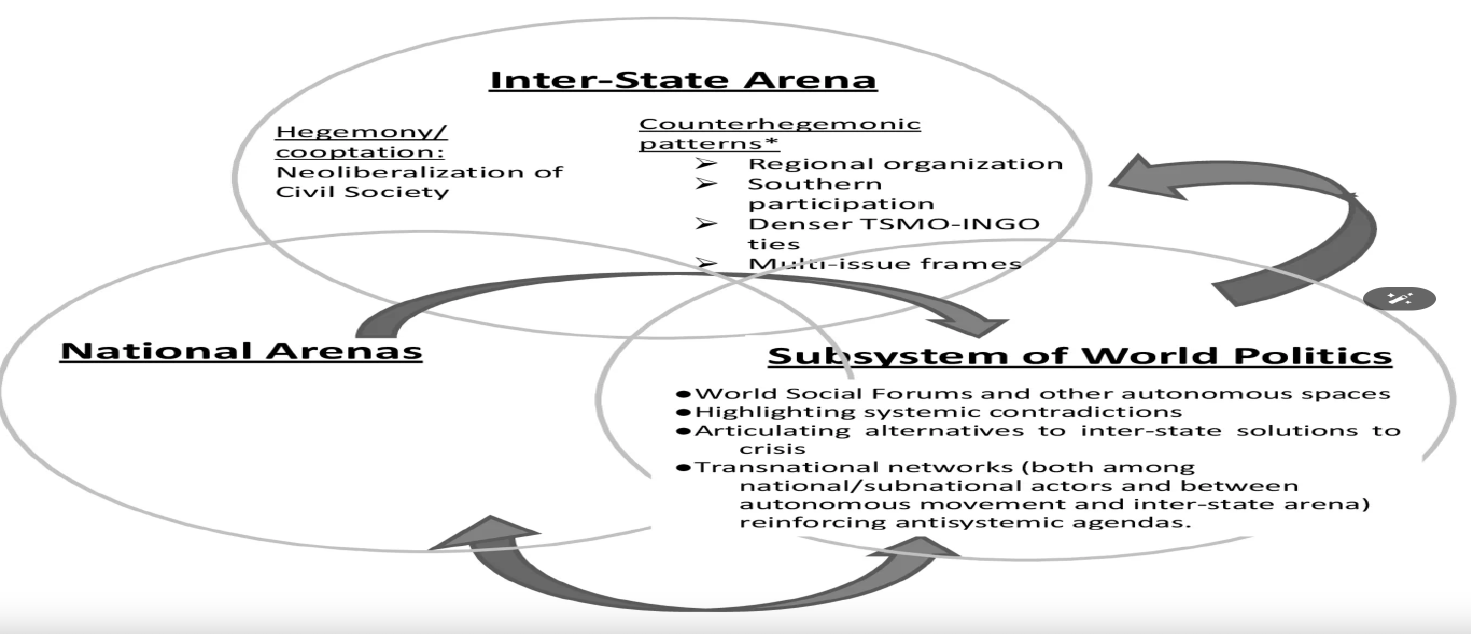 Inter-State Arena
Hegemony/
cooptation:
Neoliberalization of
Civil Society
Counterhegemonic
patterns*
➢ Regional organization
➢ Southern
participation
➢ Denser TSMO-INGO
ties
➢ Multi-issue frames
National Arenas
Subsystem of World Politics
●World Social Forums and other autonomous spaces
●Highlighting systemic contradictions
●Articulating alternatives to inter-state solutions to
crisis
●Transnational networks (both among
national/subnational actors and between
autonomous movement and inter-state arena)
reinforcing antisystemic agendas.